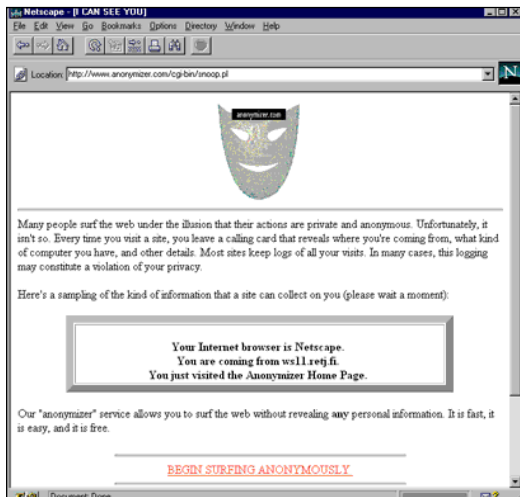 Netscape - [I CAN SEE YOU]
File Edit View Go Bookmarks Options Directory Window Help
Location: http://www.anonymizer.com/cgi-bin/snoop.pl
N
anonymizer.com
Many people surf the web under the illusion that their actions are private and anonymous. Unfortunately, it
isn't so. Every time you visit a site, you leave a calling card that reveals where you're coming from, what kind
of computer you have, and other details. Most sites keep logs of all your visits. In many cases, this logging
may constitute a violation of your privacy.
Here's a sampling of the kind of information that a site can collect on you (please wait a moment):
Your Internet browser is Netscape.
You are coming from ws11.retj.fi.
You just visited the Anonymizer Home Page.
Our "anonymizer" service allows you to surf the web without revealing any personal information. It is fast, it
is easy, and it is free.
BEGIN SURFING ANONYMOUSLY
Document: Done